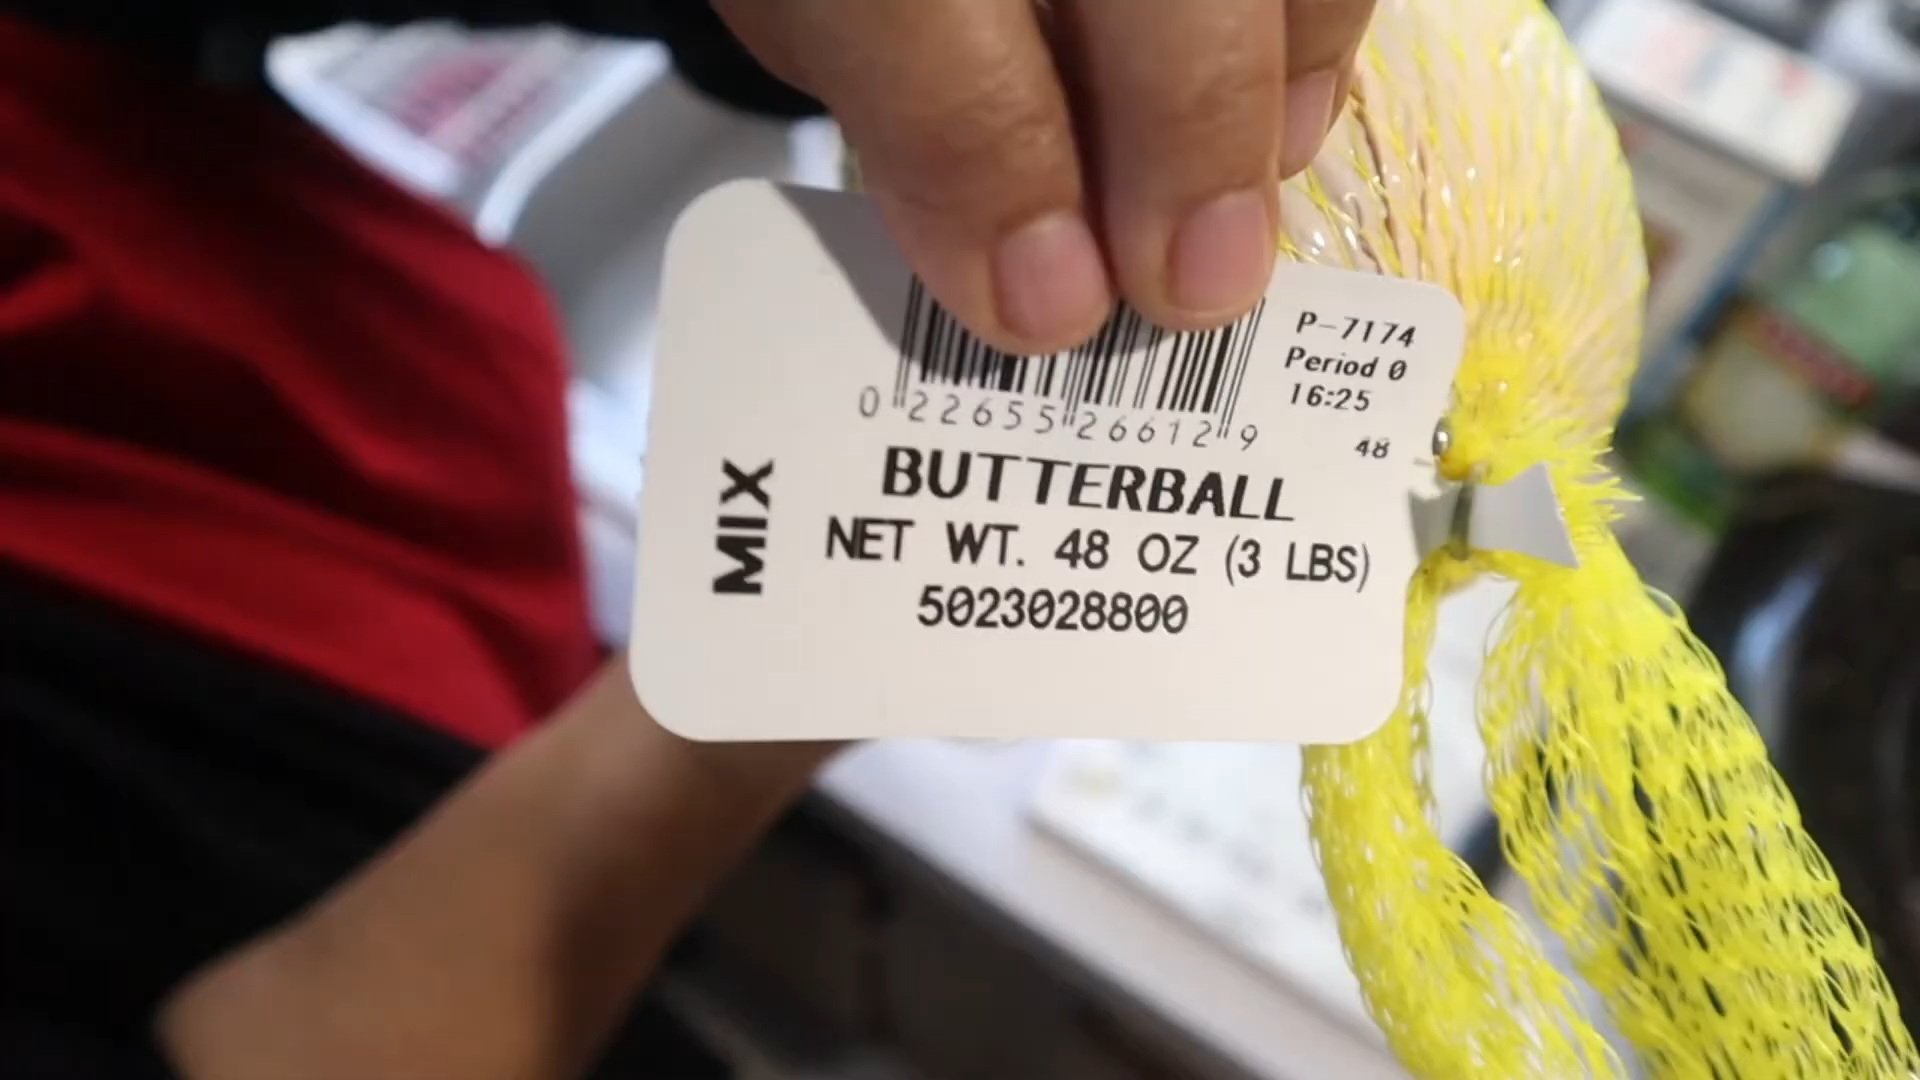 P-7174
Period 0
16:25
48
0 22655 26612 9
BUTTERBALL
MIX
NET WT. 48 OZ (3 LBS)
5023028800